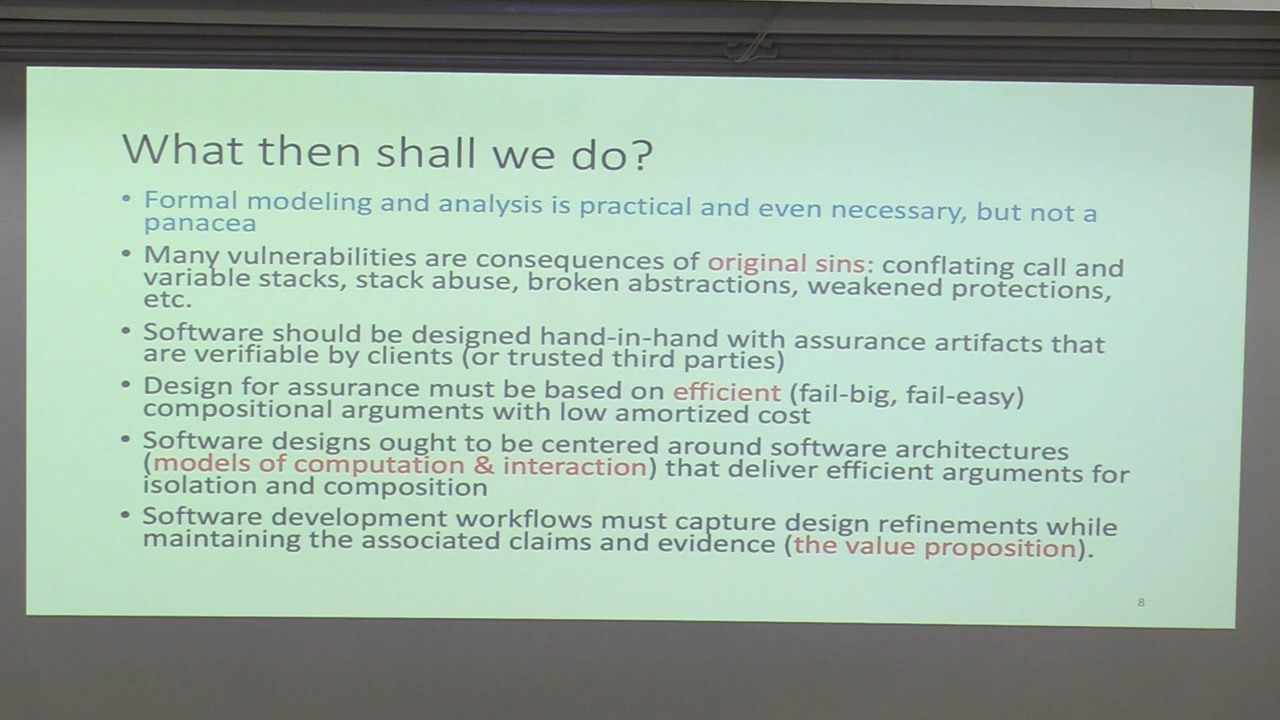 What then shall we do?
• Formal modeling and analysis is practical and even necessary, but not a
panacea
• Many vulnerabilities are consequences of original sins: conflating call and
variable stacks, stack abuse, broken abstractions, weakened protections,
etc.
• Software should be designed hand-in-hand with assurance artifacts that
are verifiable by clients (or trusted third parties)
• Design for assurance must be based on efficient (fail-big, fail-easy)
compositional arguments with low amortized cost
• Software designs ought to be centered around software architectures
(models of computation & interaction) that deliver efficient arguments for
isolation and composition
• Software development workflows must capture design refinements while
maintaining the associated claims and evidence (the value proposition).
8